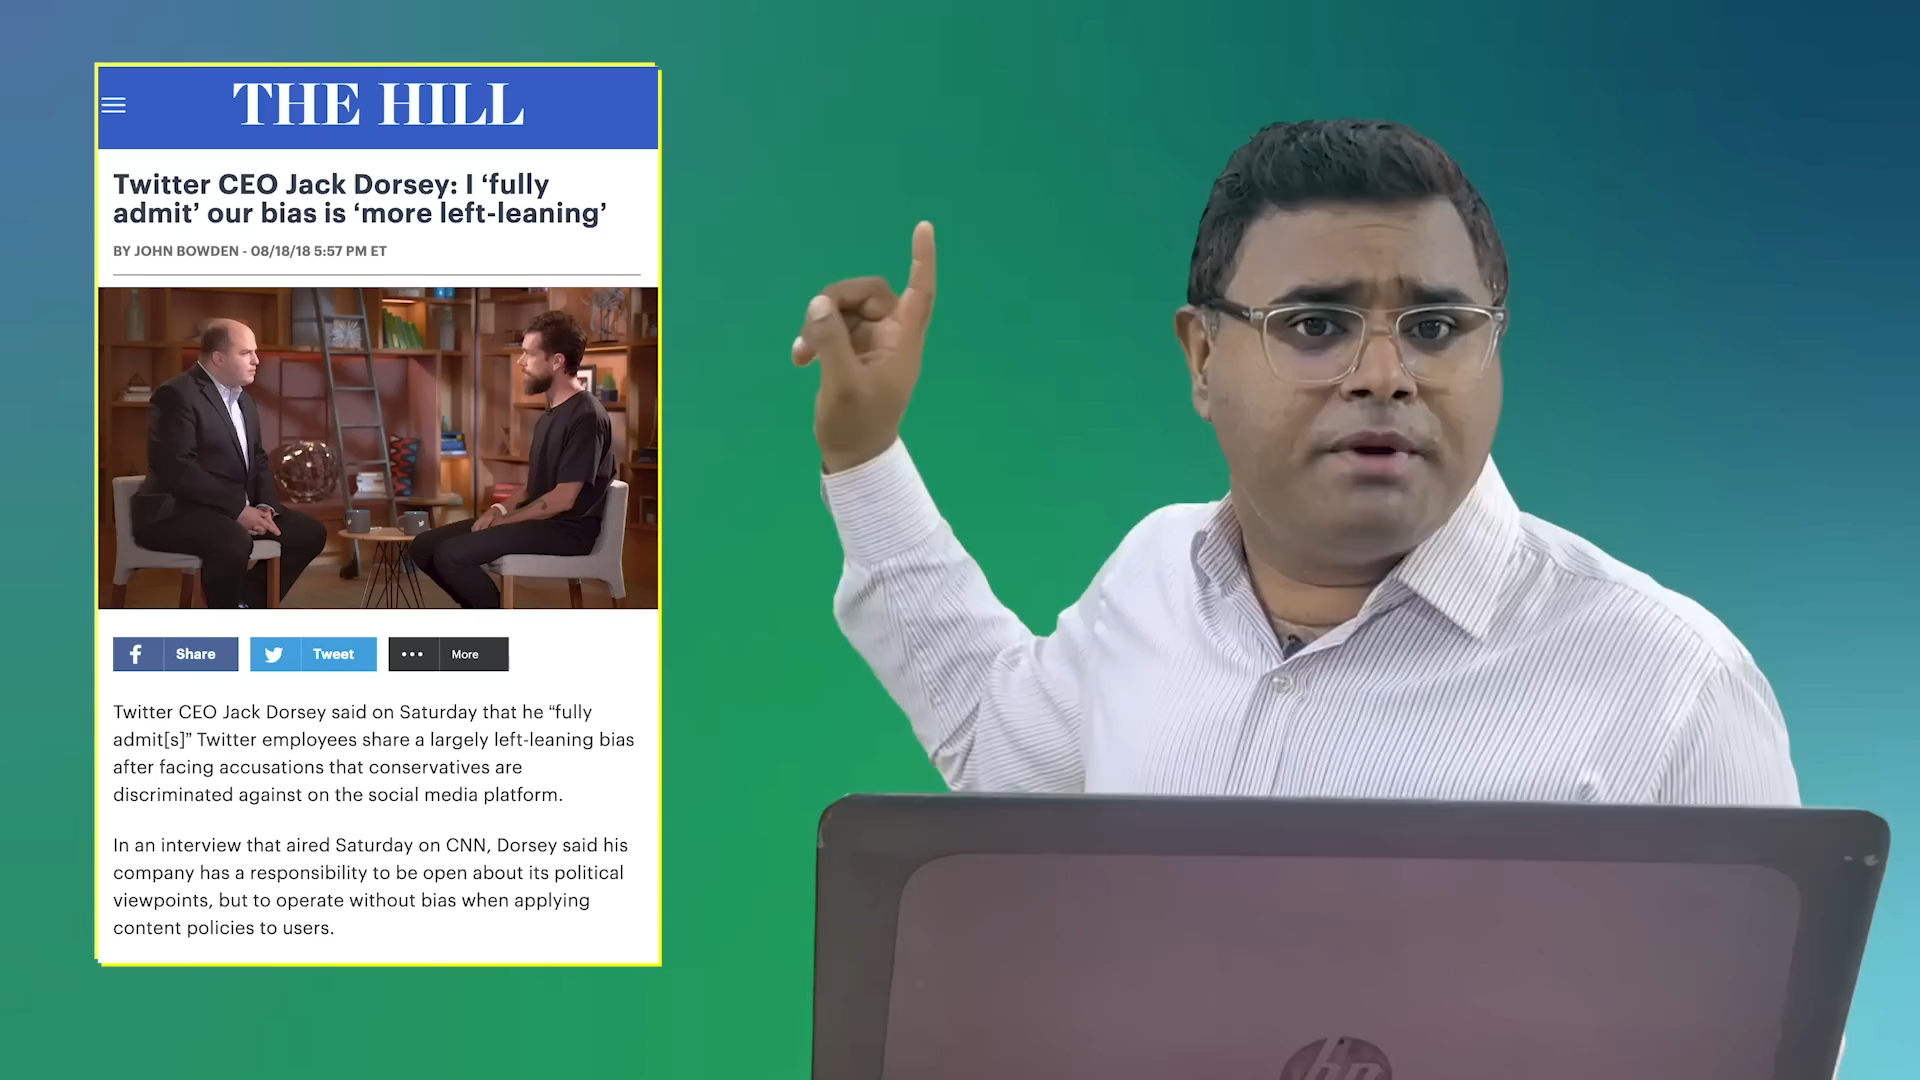 THE HILL
Twitter CEO Jack Dorsey: I ‘fully
admit’ our bias is ‘more left-leaning’
BY JOHN BOWDEN - 08/18/18 5:57 PM ET
Share
Tweet
More
Twitter CEO Jack Dorsey said on Saturday that he “fully
admit[s]” Twitter employees share a largely left-leaning bias
after facing accusations that conservatives are
discriminated against on the social media platform.
In an interview that aired Saturday on CNN, Dorsey said his
company has a responsibility to be open about its political
viewpoints, but to operate without bias when applying
content policies to users.
hp